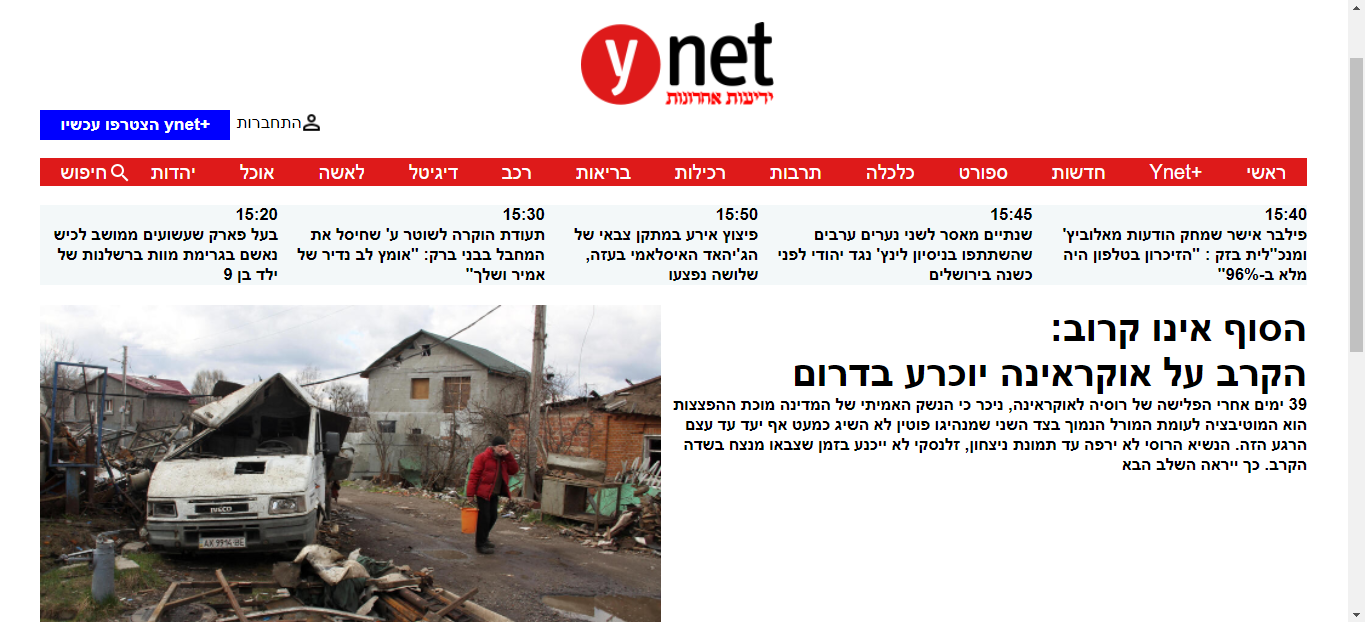 ynet
ידיעות אחרונות
התחברות
ynet+ הצטרפו עכשיו
ראשי
Ynet+
חדשות
ספורט
כלכלה
תרבות
רכילות
בריאות
רכב
דיגיטל
לאשה
אוכל
יהדות
חיפוש
15:40
פילבר אישר שמחק הודעות מאלוביץ'
ומנכ"לית בזק : "הזיכרון בטלפון היה
מלא ב-96%"
15:45
שנתיים מאסר לשני נערים ערבים
שהשתתפו בניסיון לינץ' נגד יהודי לפני
כשנה בירושלים
15:50
פיצוץ אירע במתקן צבאי של
הג'יהאד האיסלאמי בעזה,
שלושה נפצעו
15:30
תעודת הוקרה לשוטר ע' שחיסל את
המחבל בבני ברק: "אומץ לב נדיר של
אמיר ושלך"
15:20
בעל פארק שעשועים ממושב לכיש
נאשם בגרימת מוות ברשלנות של
ילד בן 9
הסוף אינו קרוב:
הקרב על אוקראינה יוכרע בדרום
39 ימים אחרי הפלישה של רוסיה לאוקראינה, ניכר כי הנשק האמיתי של המדינה מוכת ההפצצות
הוא המוטיבציה לעומת המורל הנמוך בצד השני שמנהיגו פוטין לא השיג כמעט אף יעד עד עצם
הרגע הזה. הנשיא הרוסי לא ירפה עד תמונת ניצחון, זלנסקי לא ייכנע בזמן שצבאו מנצח בשדה
הקרב. כך ייראה השלב הבא
IVECO
AX 9914 BE